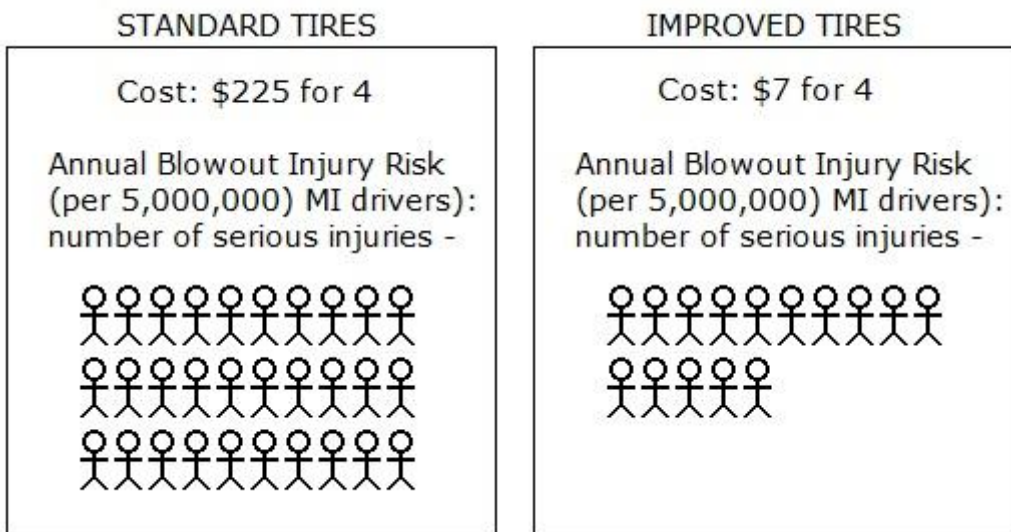 STANDARD TIRES
Cost: $225 for 4
Annual Blowout Injury Risk
(per 5,000,000) MI drivers):
number of serious injuries -
IMPROVED TIRES
Cost: $7 for 4
Annual Blowout Injury Risk
(per 5,000,000) MI drivers):
number of serious injuries -